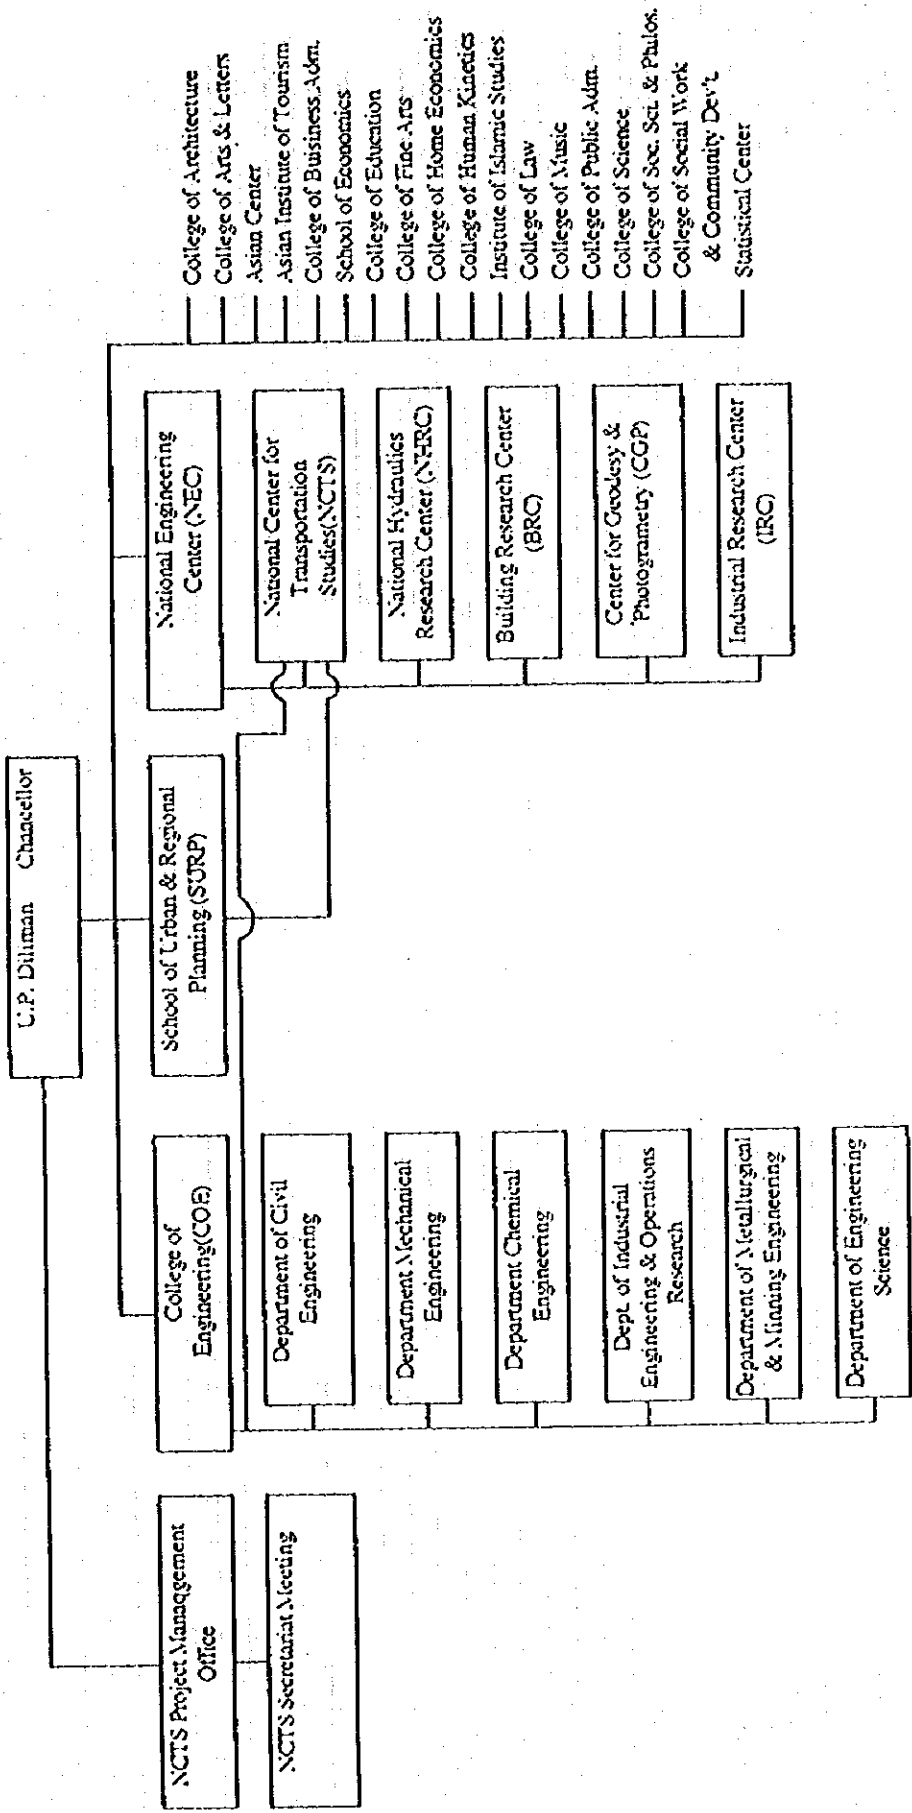 U.P. Diliman Chancellor
NCTS Project Manaqgement
Office
NCTS Secretariat Meeting
College of
Engineering(COE)
Department of Civil
Engineering
Department Mechanical
Engineering
Department Chemical
Engineering
Dept. of Industrial
Engineering & Operations
Research
Department of Metallurgical
& Minning Engineering
Department of Engineering
Science
School of Urban & Regional
Planning (SURP)
National Engineering
Center (NEC)
National Center for
Transportation
Studies(NCTS)
National Hydraulics
Research Center (NHRC)
Building Research Center
(BRC)
Center for Geodesy &
Photogrametry (CGP)
Industrial Research Center
(IRC)
College of Architecture
College of Arts & Letters
Asian Center
Asian Institute of Tourism
College of Buisiness Adm.
School of Economics
College of Education
College of Fine Arts
College of Home Economics
College of Human Kinetics
Institute of Islamic Studies
College of Law
College of Music
College of Public Adm.
College of Science
College of Soc. Sci. & Philos.
College of Social Work
& Community Dev't.
Statistical Center